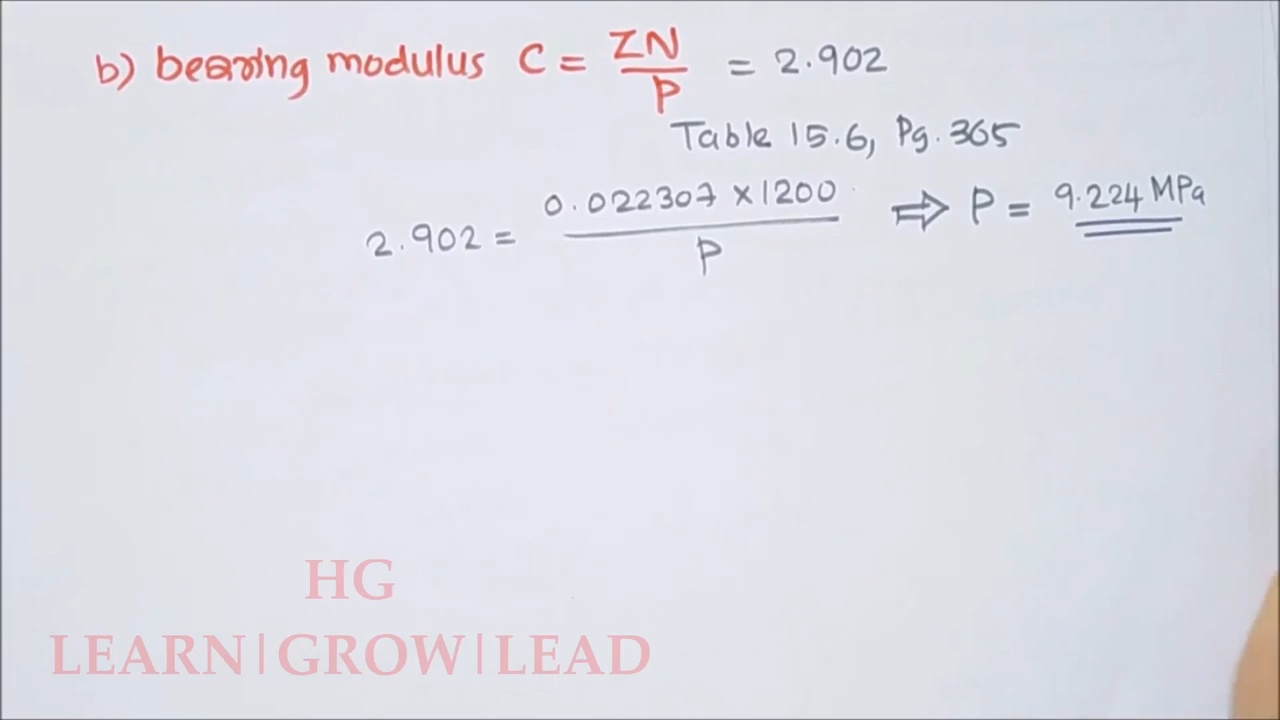 b) bearing modulus C = ZN/P = 2.902
Table 15.6, Pg. 365
2.902 = 0.022307 × 1200 / P ⇒ P = 9.224 MPa
HG
LEARN|GROW|LEAD